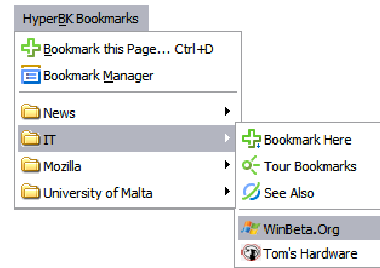 HyperBK Bookmarks
Bookmark this Page... Ctrl+D
Bookmark Manager
News
IT
Mozilla
University of Malta
Bookmark Here
Tour Bookmarks
See Also
WinBeta.Org
Tom's Hardware